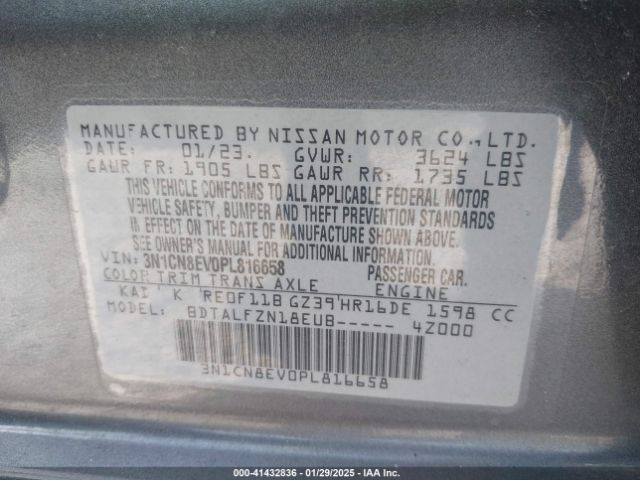 MANUFACTURED BY NISSAN MOTOR CO.,LTD.
DATE: 01/23. GVWR: 3624 LBS
GAWR FR: 1905 LBS GAWR RR: 1735 LBS
THIS VEHICLE CONFORMS TO ALL APPLICABLE FEDERAL MOTOR
VEHICLE SAFETY, BUMPER AND THEFT PREVENTION STANDARDS
IN EFFECT ON THE DATE OF MANUFACTURE SHOWN ABOVE.
SEE OWNER'S MANUAL FOR ADDITIONAL INFORMATION.
VIN: 3N1CN8EV0PL816658 PASSENGER CAR.
COLOR TRIM TRANS AXLE ENGINE
KAI K RE0F11B GZ39 HR16DE 1598 CC
MODEL: BDTALFZN18EUB----- 4Z000
3N1CN8EV0PL816658
000-41432836 - 01/29/2025 - IAA Inc.